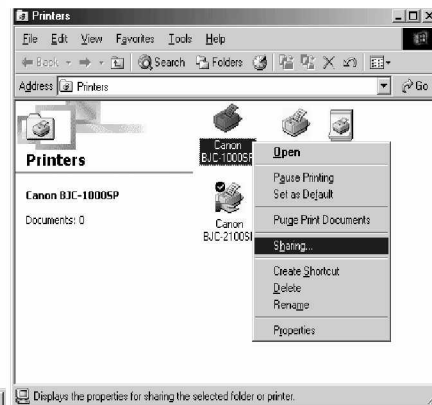 Printers
File Edit View Favorites Tools Help
Back Search Folders
Address Printers Go
Printers
Canon BJC-1000SP
Documents: 0
Canon
BJC-1000SP
Canon
BJC-2100SP
Open
Pause Printing
Set as Default
Purge Print Documents
Sharing...
Create Shortcut
Delete
Rename
Properties
Displays the properties for sharing the selected folder or printer.